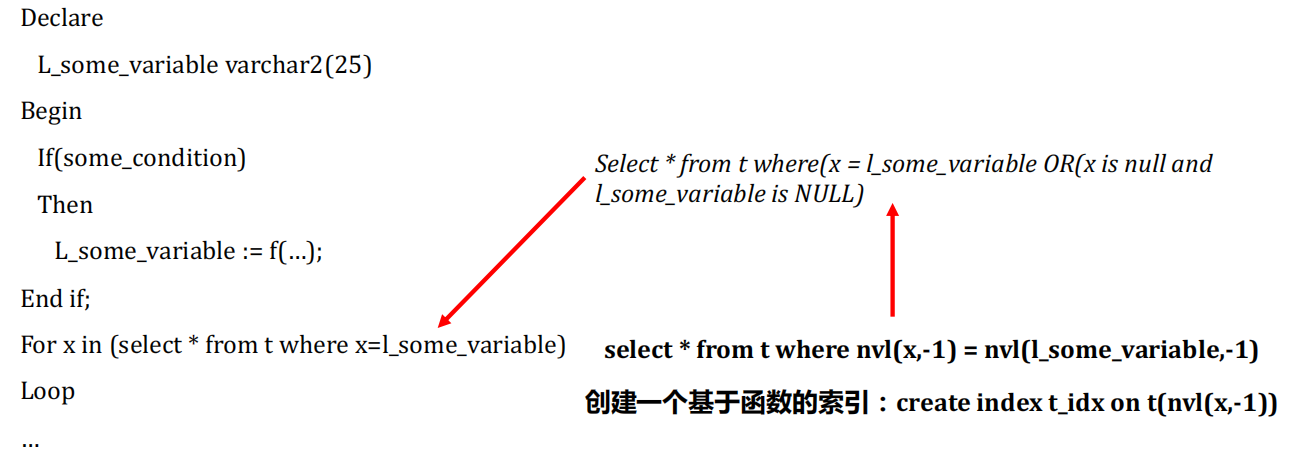 Declare
L_some_variable varchar2(25)
Begin
If(some_condition)
Then
L_some_variable := f(…);
End if;
For x in (select * from t where x=l_some_variable)
Loop
…
Select * from t where(x = l_some_variable OR(x is null and
l_some_variable is NULL)
select * from t where nvl(x,-1) = nvl(l_some_variable,-1)
创建一个基于函数的索引：create index t_idx on t(nvl(x,-1))